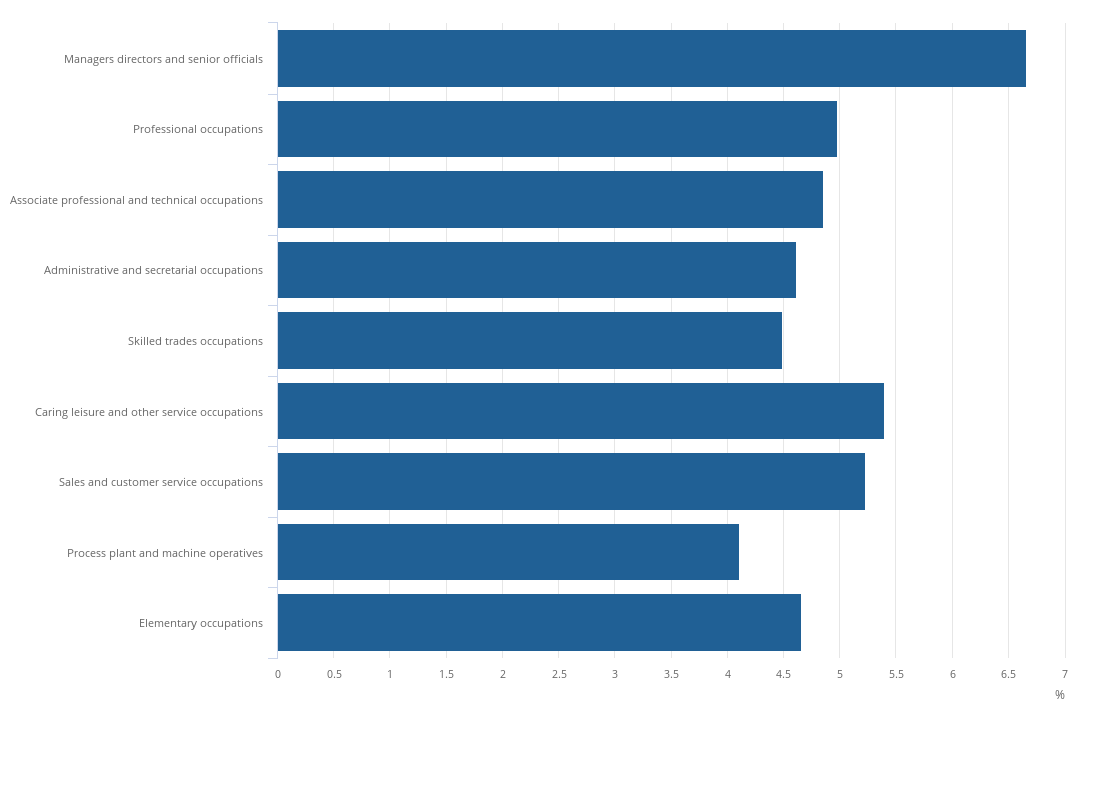 Managers directors and senior officials
Professional occupations
Associate professional and technical occupations
Administrative and secretarial occupations
Skilled trades occupations
Caring leisure and other service occupations
Sales and customer service occupations
Process plant and machine operatives
Elementary occupations
0 0.5 1 1.5 2 2.5 3 3.5 4 4.5 5 5.5 6 6.5 7
%